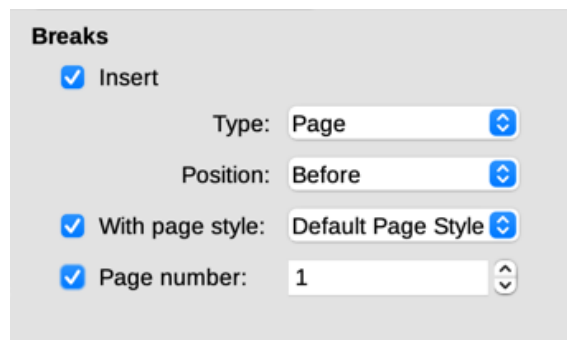 Breaks
Insert
Type: Page
Position: Before
With page style: Default Page Style
Page number: 1